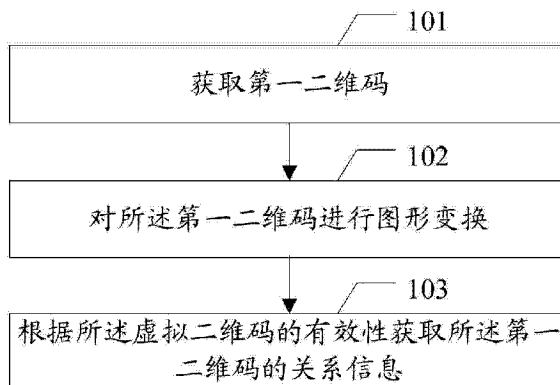 101
获取第一二维码
102
对所述第一二维码进行图形变换
103
根据所述虚拟二维码的有效性获取所述第一
二维码的关系信息